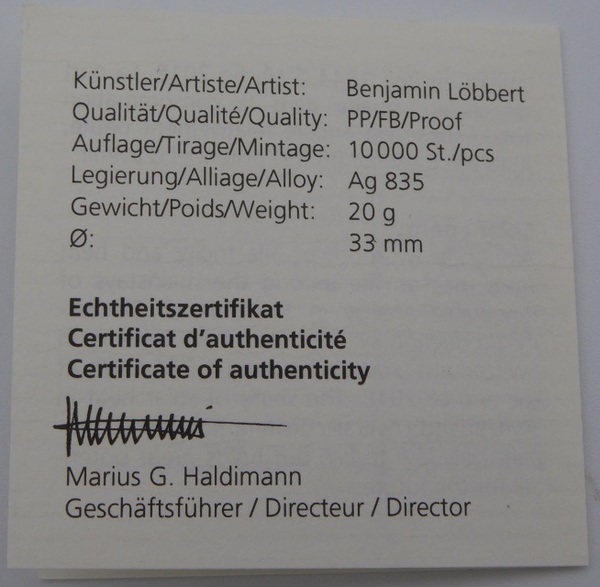 Künstler/Artiste/Artist: Benjamin Löbbert
Qualität/Qualité/Quality: PP/FB/Proof
Auflage/Tirage/Mintage: 10 000 St./pcs
Legierung/Alliage/Alloy: Ag 835
Gewicht/Poids/Weight: 20 g
Ø: 33 mm
Echtheitszertifikat
Certificat d'authenticité
Certificate of authenticity
Marius G. Haldimann
Geschäftsführer / Directeur / Director